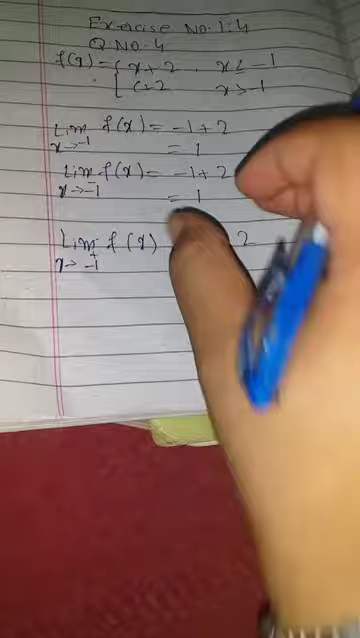 Exercise No. 1.4
Q NO. 4
f(x) = { x + 2 , x ≤ -1
c+2 x > -1
Lim f(x) = -1 + 2
x→-1
= 1
Lim f(x) = -1 + 2
x→-1⁻
= 1
Lim f(x) 2
x→-1⁺